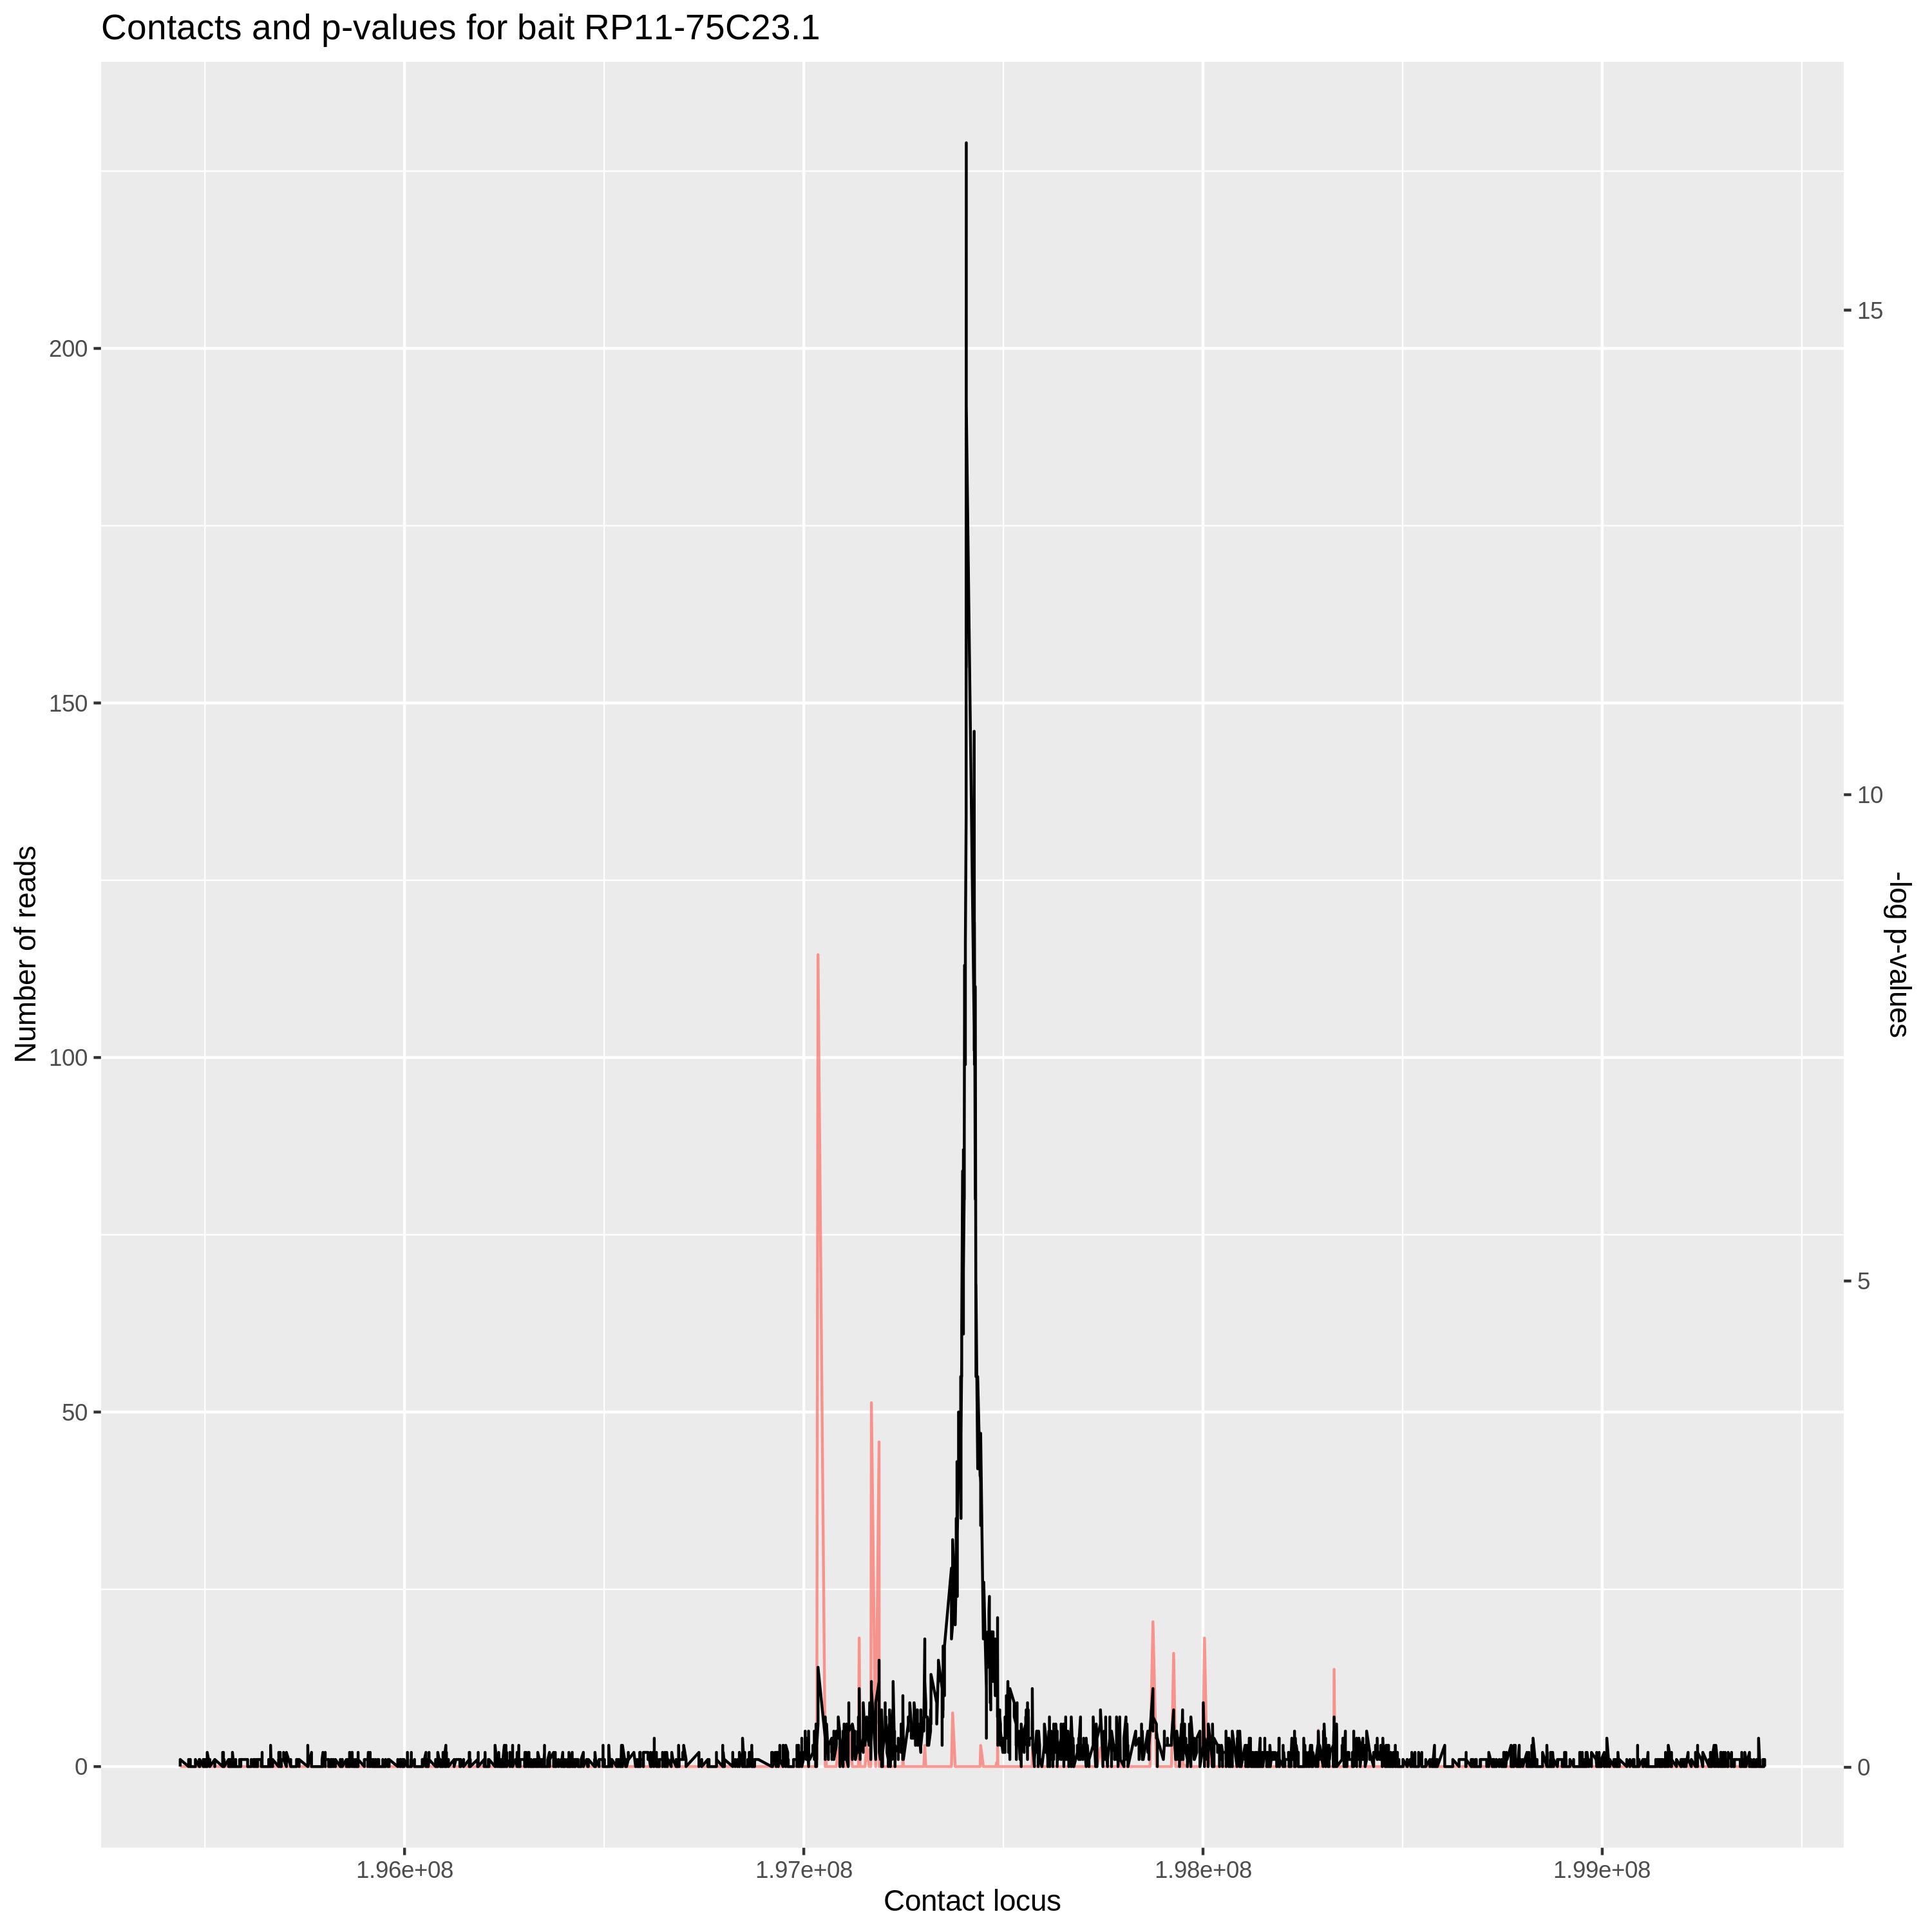 Contacts and p-values for bait RP11-75C23.1
Number of reads
200
150
100
50
0
15
10
5
0
-log p-values
1.96e+08
1.97e+08
1.98e+08
1.99e+08
Contact locus